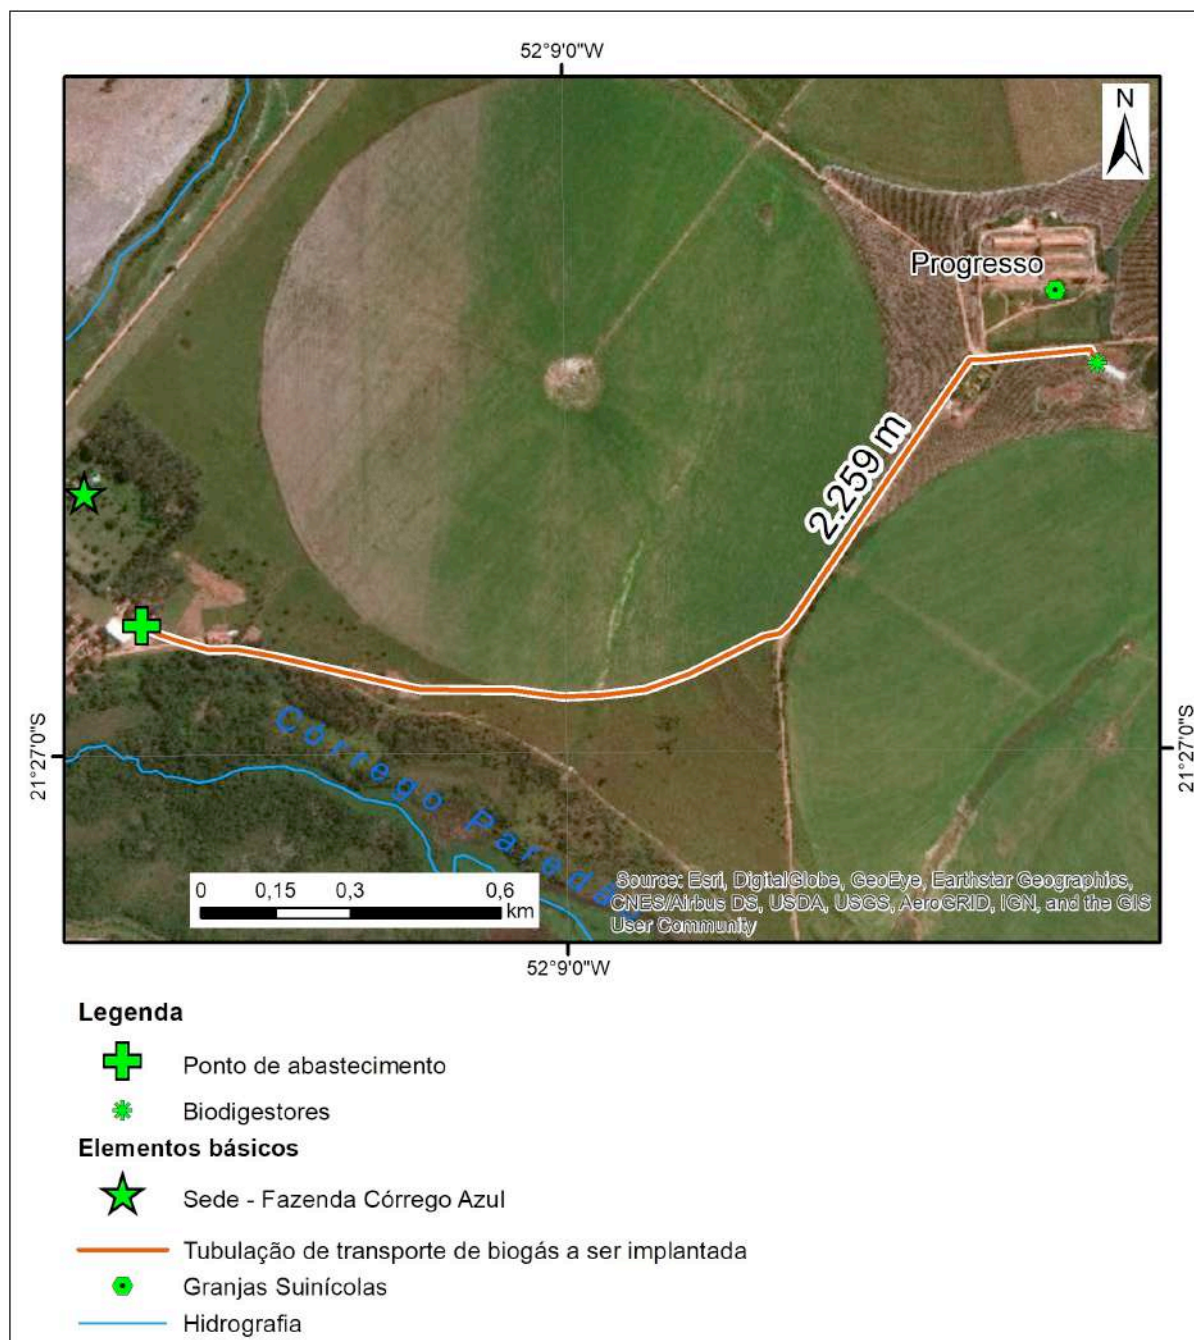 52°9'0"W
N
Progresso
2.259 m
21°27'0"S
21°27'0"S
Córrego Paredão
0 0,15 0,3 0,6
km
Source: Esri, DigitalGlobe, GeoEye, Earthstar Geographics,
CNES/Airbus DS, USDA, USGS, AeroGRID, IGN, and the GIS
User Community
52°9'0"W
Legenda
Ponto de abastecimento
Biodigestores
Elementos básicos
Sede - Fazenda Córrego Azul
Tubulação de transporte de biogás a ser implantada
Granjas Suinícolas
Hidrografia